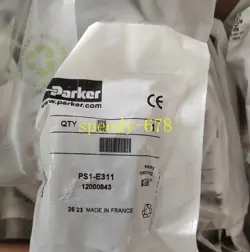 Parker
www.parker.com
CE
QTY
speedy-678
PS1-E311
12000843
26 23 MADE IN FRANCE